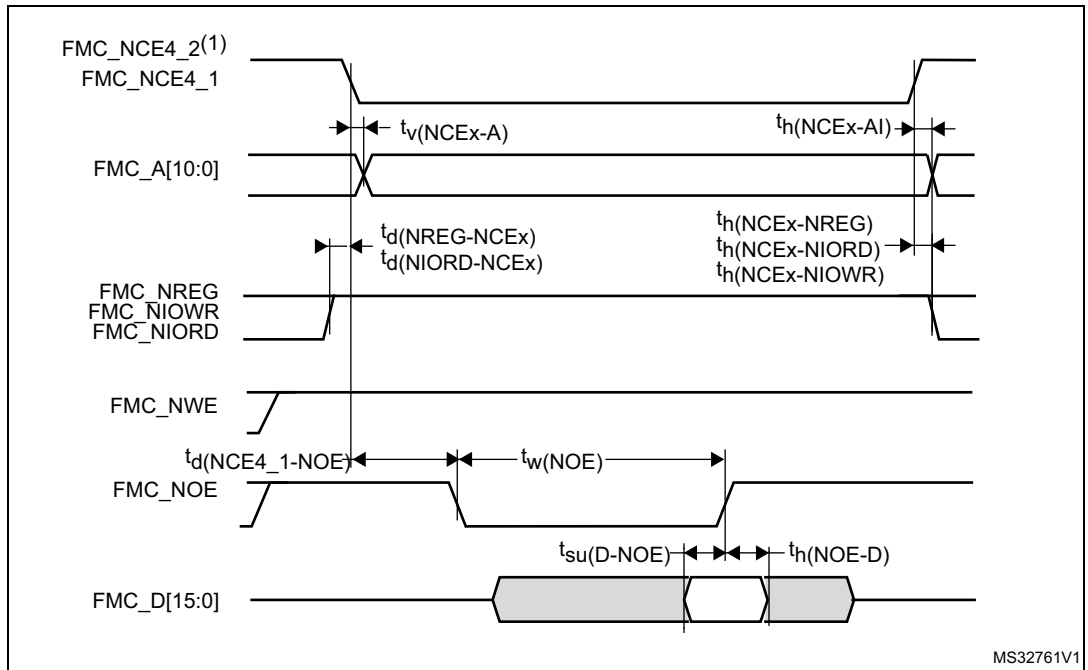 FMC_NCE4_2(1)
FMC_NCE4_1
tv(NCEx-A)
th(NCEx-AI)
FMC_A[10:0]
td(NREG-NCEx)
td(NIORD-NCEx)
th(NCEx-NREG)
th(NCEx-NIORD)
th(NCEx-NIOWR)
FMC_NREG
FMC_NIOWR
FMC_NIORD
FMC_NWE
td(NCE4_1-NOE)
tw(NOE)
FMC_NOE
tsu(D-NOE)
th(NOE-D)
FMC_D[15:0]
MS32761V1